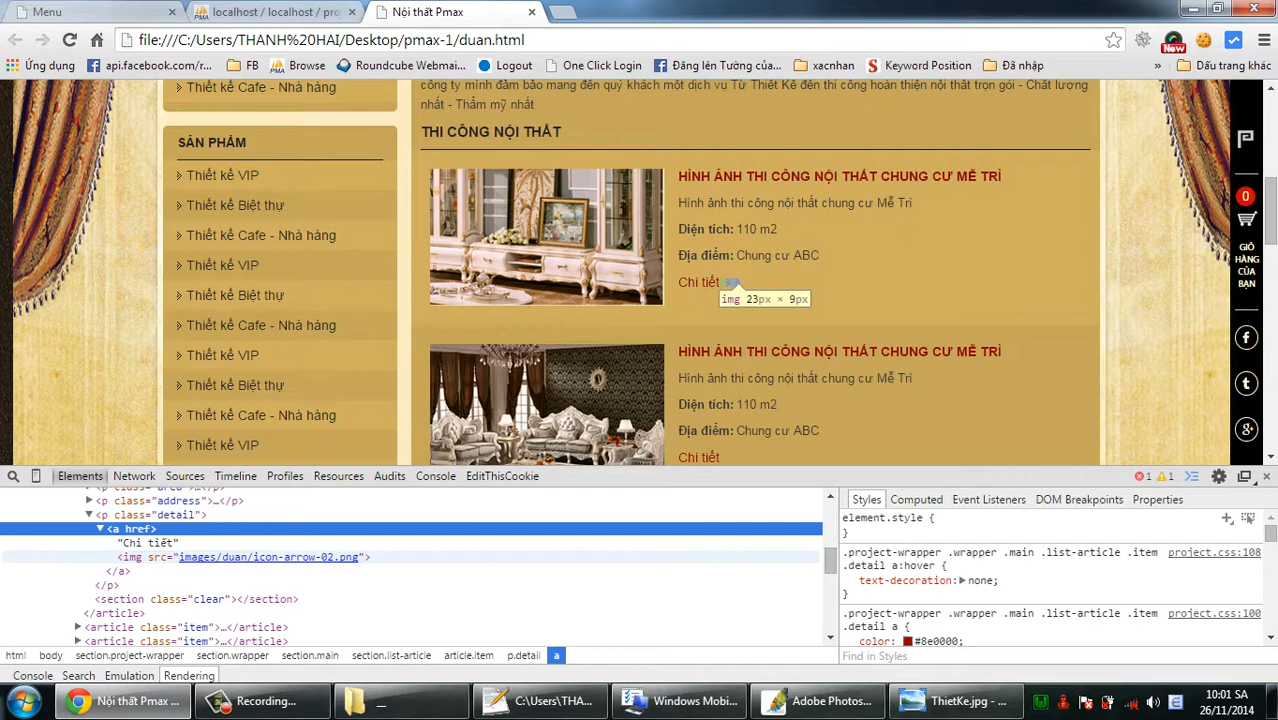 Menu
localhost / localhost / pro
Nội thất Pmax
file:///C:/Users/THANH%20HAI/Desktop/pmax-1/duan.html
New
Ứng dụng
api.facebook.com/r...
FB
Browse
Roundcube Webmai...
Logout
One Click Login
Đăng lên Tường của...
xacnhan
Keyword Position
Đã nhập
»
Dấu trang khác
Thiết kế Cafe - Nhà hàng
SẢN PHẨM
Thiết kế VIP
Thiết kế Biệt thự
Thiết kế Cafe - Nhà hàng
Thiết kế VIP
Thiết kế Biệt thự
Thiết kế Cafe - Nhà hàng
Thiết kế VIP
Thiết kế Biệt thự
Thiết kế Cafe - Nhà hàng
Thiết kế VIP
công ty mình đảm bảo mang đến quý khách một dịch vụ Từ Thiết Kế đến thi công hoàn thiện nội thất trọn gói - Chất lượng
nhất - Thẩm mỹ nhất
THI CÔNG NỘI THẤT
HÌNH ẢNH THI CÔNG NỘI THẤT CHUNG CƯ MỄ TRÌ
Hình ảnh thi công nội thất chung cư Mễ Trì
Diện tích: 110 m2
Địa điểm: Chung cư ABC
Chi tiết
img 23px × 9px
HÌNH ẢNH THI CÔNG NỘI THẤT CHUNG CƯ MỄ TRÌ
Hình ảnh thi công nội thất chung cư Mễ Trì
Diện tích: 110 m2
Địa điểm: Chung cư ABC
Chi tiết
0
GIỎ
HÀNG
CỦA
BẠN
Elements Network Sources Timeline Profiles Resources Audits Console EditThisCookie
1 1
<p class="area">…</p>
<p class="address">…</p>
<p class="detail">
<a href>
"Chi tiết"
<img src="images/duan/icon-arrow-02.png">
</a>
</p>
<section class="clear"></section>
</article>
<article class="item">…</article>
<article class="item">…</article>
html body section.project-wrapper section.wrapper section.main section.list-article article.item p.detail a
Console Search Emulation Rendering
Styles Computed Event Listeners DOM Breakpoints Properties
element.style {
}
.project-wrapper .wrapper .main .list-article .item project.css:108
.detail a:hover {
text-decoration: none;
}
.project-wrapper .wrapper .main .list-article .item project.css:100
.detail a {
color: #8e0000;
Find in Styles
Nội thất Pmax ...
Recording...
_
C:\Users\THA...
Windows Mobi...
Adobe Photos...
ThietKe.jpg - ...
10:01 SA
26/11/2014